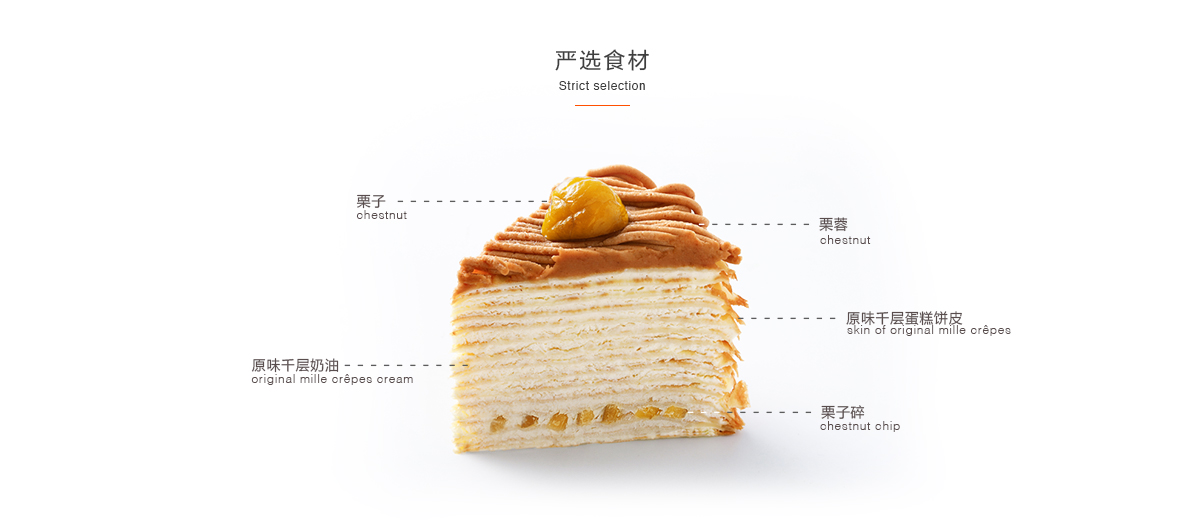 严选食材
Strict selection
栗子
chestnut
栗蓉
chestnut
原味千层蛋糕饼皮
skin of original mille crêpes
原味千层奶油
original mille crêpes cream
栗子碎
chestnut chip